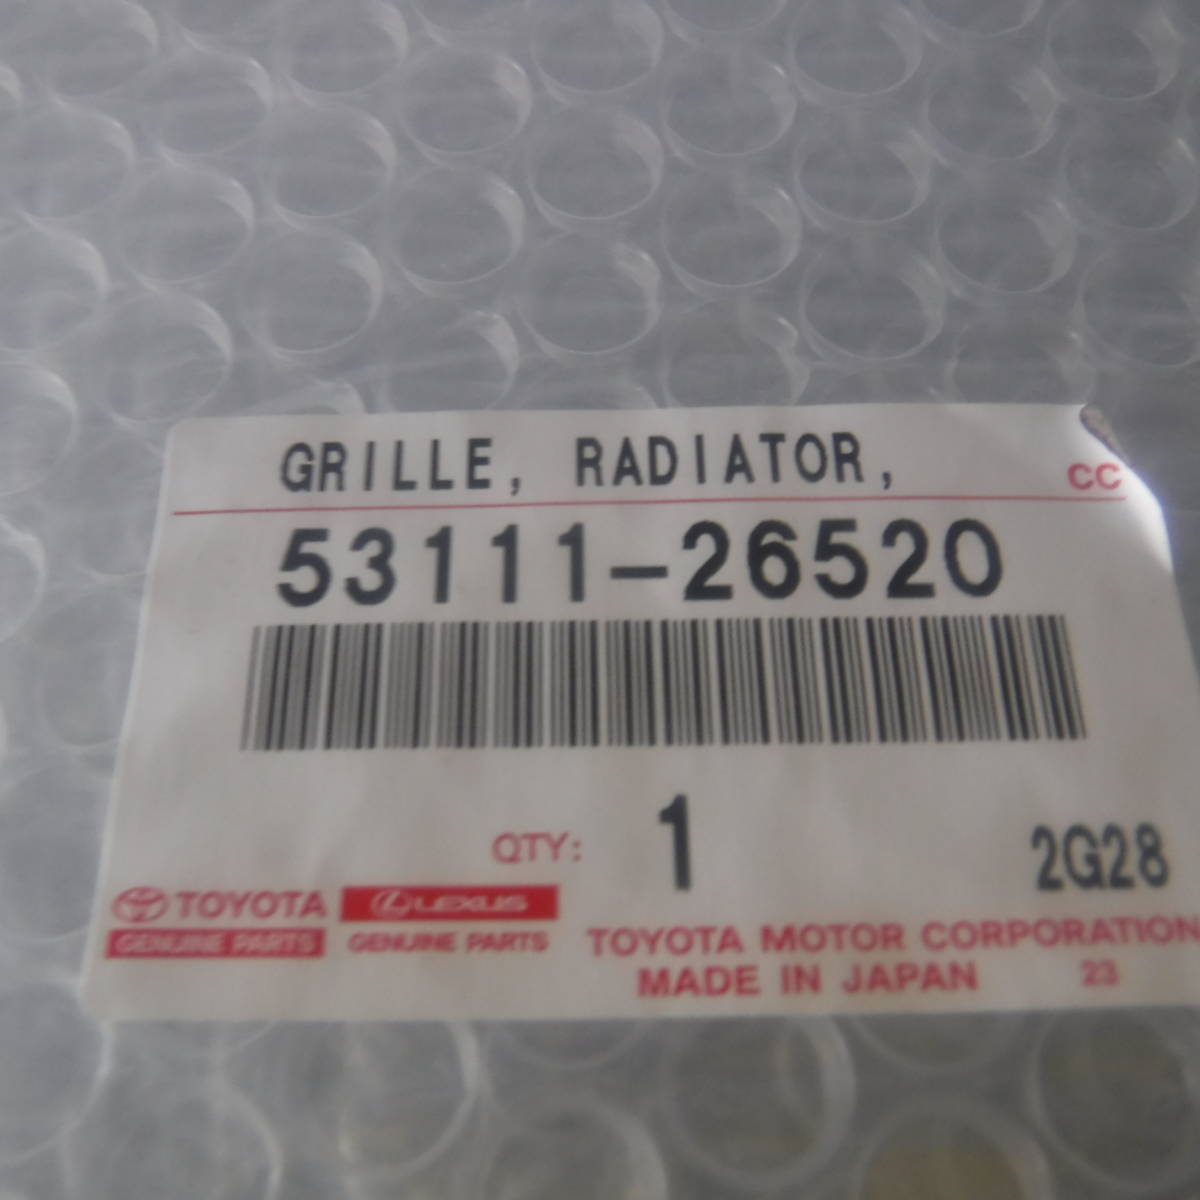 GRILLE, RADIATOR,
CC
53111-26520
QTY: 1
2G28
TOYOTA
GENUINE PARTS
LEXUS
GENUINE PARTS
TOYOTA MOTOR CORPORATION
MADE IN JAPAN 23